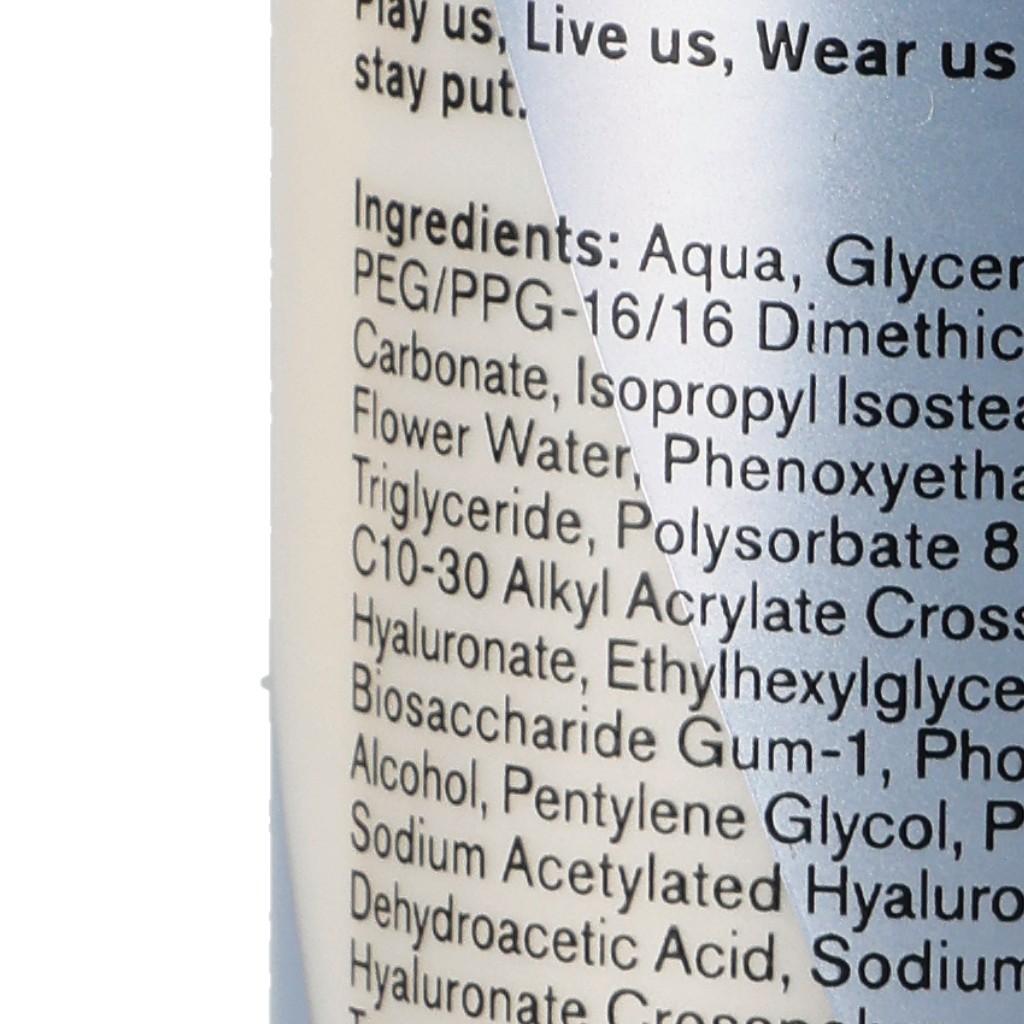 Play us, Live us, Wear us
stay put.
Ingredients: Aqua, Glycer
PEG/PPG-16/16 Dimethic
Carbonate, Isopropyl Isostea
Flower Water, Phenoxyetha
Triglyceride, Polysorbate 8
C10-30 Alkyl Acrylate Cross
Hyaluronate, Ethylhexylglyce
Biosaccharide Gum-1, Pho
Alcohol, Pentylene Glycol, P
Sodium Acetylated Hyaluro
Dehydroacetic Acid, Sodium
Hyaluronate